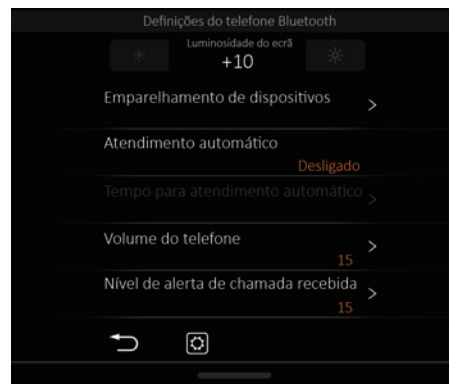 Definições do telefone Bluetooth
Luminosidade do ecrã
+10
Emparelhamento de dispositivos
Atendimento automático
Desligado
Tempo para atendimento automático
Volume do telefone
15
Nível de alerta de chamada recebida
15